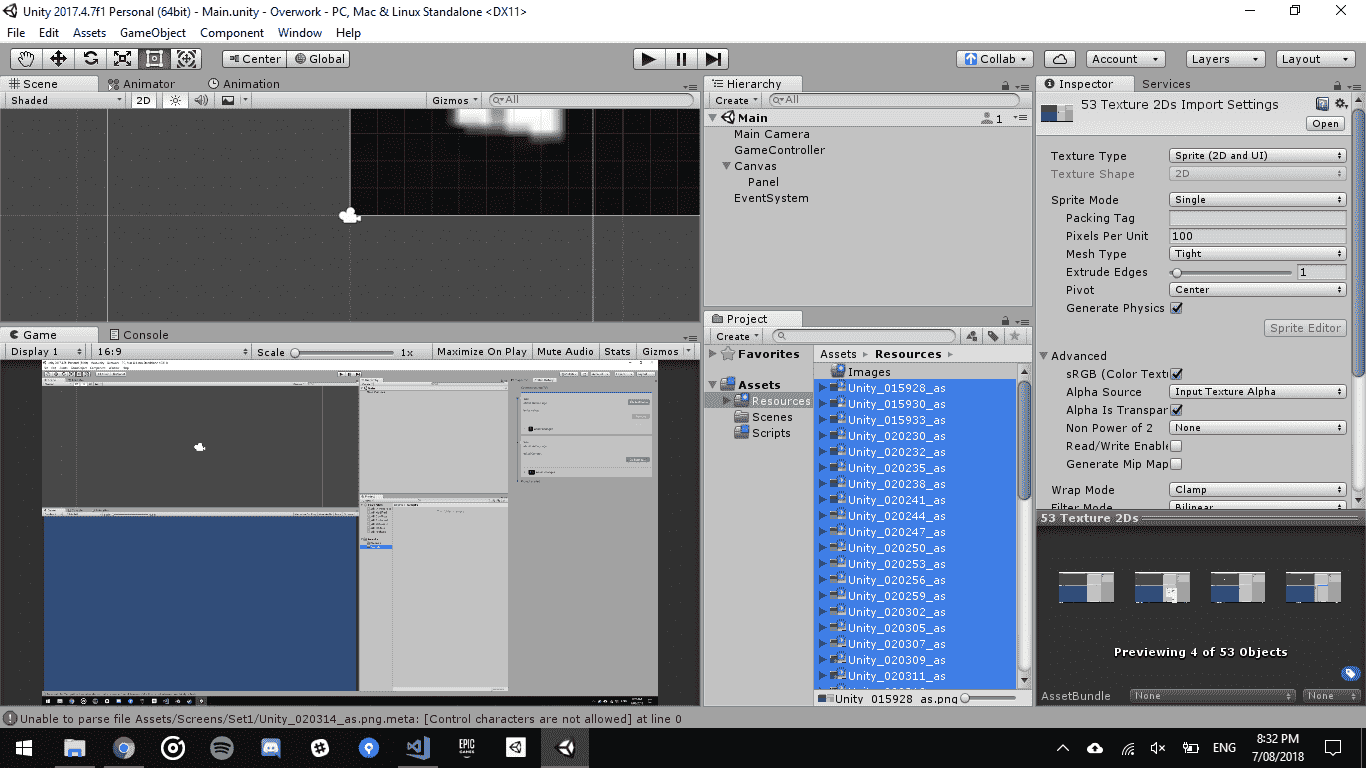 Unity 2017.4.7f1 Personal (64bit) - Main.unity - Overwork - PC, Mac & Linux Standalone <DX11>
File Edit Assets GameObject Component Window Help
Center Global Collab Account Layers Layout
Scene Animator Animation
Shaded 2D Gizmos All
Hierarchy
Create All
Main 1
Main Camera
GameController
Canvas
Panel
EventSystem
Inspector Services
53 Texture 2Ds Import Settings
Open
Texture Type Sprite (2D and UI)
Texture Shape 2D
Sprite Mode Single
Packing Tag
Pixels Per Unit 100
Mesh Type Tight
Extrude Edges 1
Pivot Center
Generate Physics
Sprite Editor
Advanced
sRGB (Color Textu
Alpha Source Input Texture Alpha
Alpha Is Transpar
Non Power of 2 None
Read/Write Enable
Generate Mip Map
Wrap Mode Clamp
Filter Mode Bilinear
Game Console
Display 1 16:9 Scale 1x Maximize On Play Mute Audio Stats Gizmos
Project
Create
Favorites
Assets
Resources
Scenes
Scripts
Assets Resources
Images
Unity_015928_as
Unity_015930_as
Unity_015933_as
Unity_020230_as
Unity_020232_as
Unity_020235_as
Unity_020238_as
Unity_020241_as
Unity_020244_as
Unity_020247_as
Unity_020250_as
Unity_020253_as
Unity_020256_as
Unity_020259_as
Unity_020302_as
Unity_020305_as
Unity_020307_as
Unity_020309_as
Unity_020311_as
Unity_015928_as.png
53 Texture 2Ds
Previewing 4 of 53 Objects
AssetBundle None None
Unable to parse file Assets/Screens/Set1/Unity_020314_as.png.meta: [Control characters are not allowed] at line 0
EPIC
GAMES
ENG
8:32 PM
7/08/2018